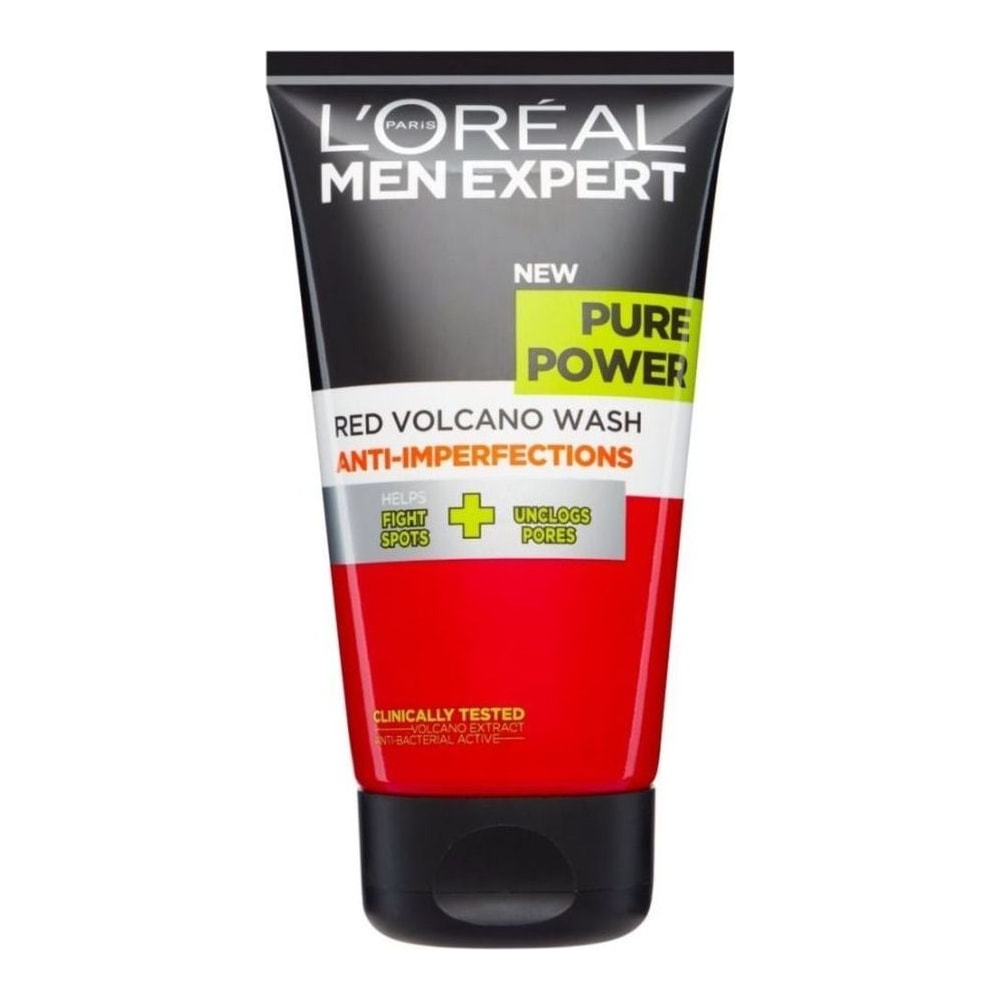 L'ORÉAL
PARIS
MEN EXPERT
NEW
PURE
POWER
RED VOLCANO WASH
ANTI-IMPERFECTIONS
HELPS
FIGHT
SPOTS
+
UNCLOGS
PORES
CLINICALLY TESTED
VOLCANO EXTRACT
ANTI-BACTERIAL ACTIVE